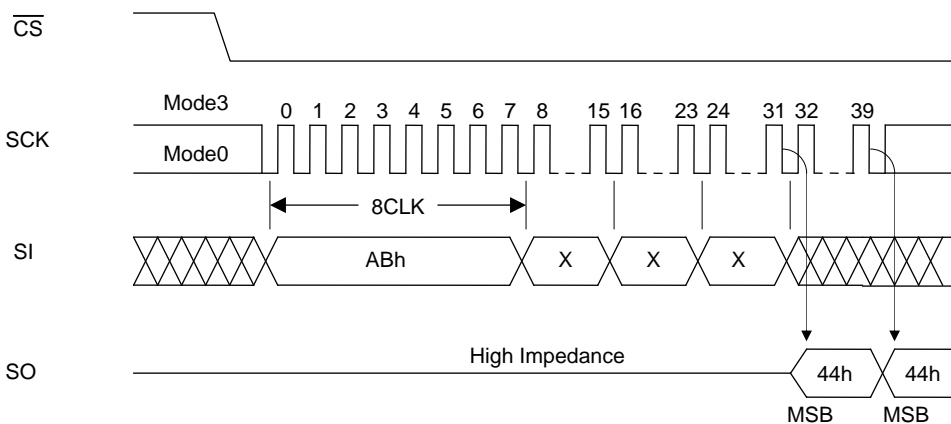 CS
Mode3
0 1 2 3 4 5 6 7 8 15 16 23 24 31 32 39
SCK
Mode0
8CLK
SI
ABh X X X
High Impedance
SO
44h 44h
MSB MSB